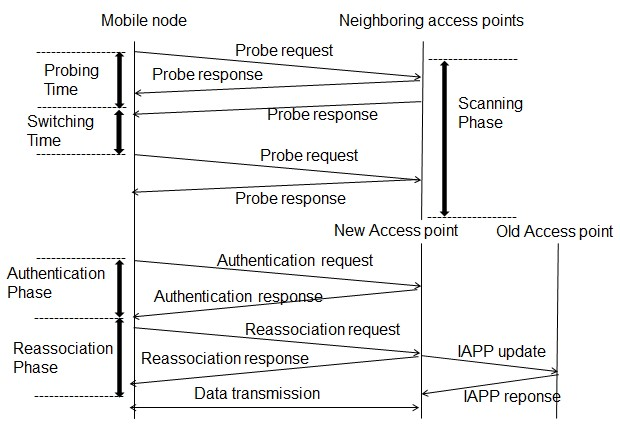 Mobile node
Neighboring access points
Probe request
Probing
Time
Probe response
Scanning
Phase
Switching
Time
Probe response
Probe request
Probe response
New Access point
Old Access point
Authentication request
Authentication
Phase
Authentication response
Reassociation request
Reassociation
Phase
Reassociation response
IAPP update
IAPP reponse
Data transmission